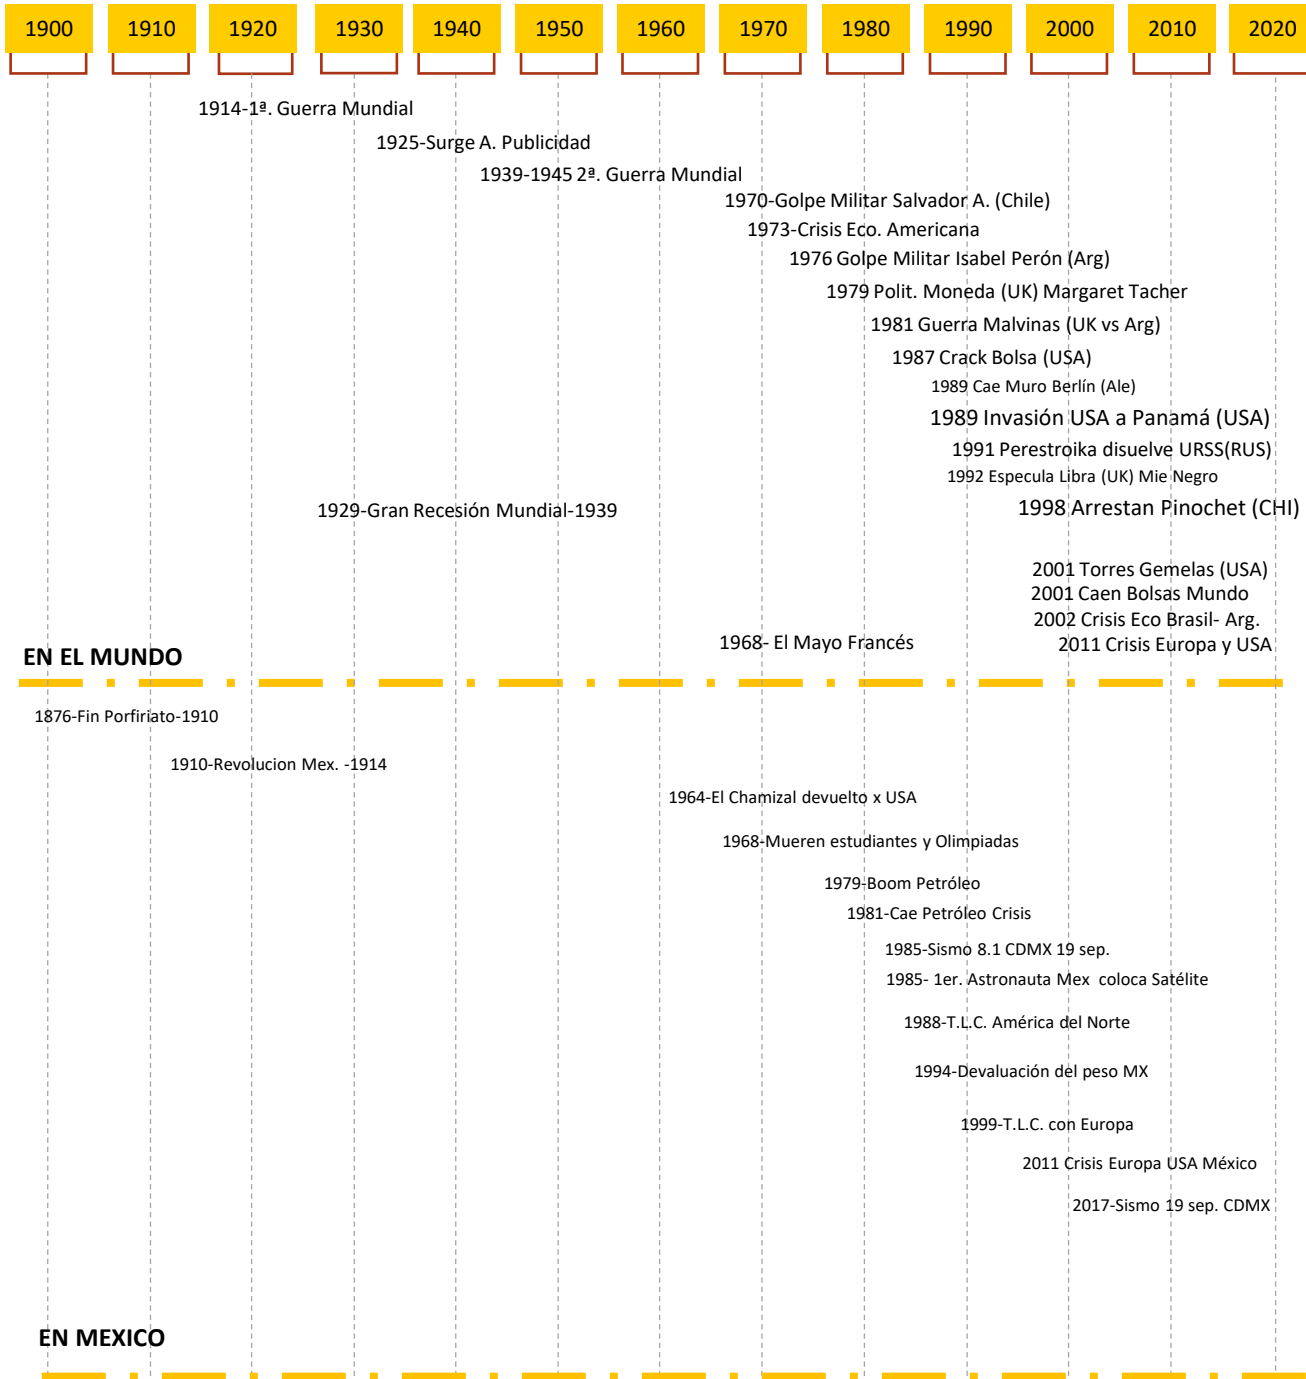 1900 1910 1920 1930 1940 1950 1960 1970 1980 1990 2000 2010 2020
1914-1ª. Guerra Mundial
1925-Surge A. Publicidad
1939-1945 2ª. Guerra Mundial
1970-Golpe Militar Salvador A. (Chile)
1973-Crisis Eco. Americana
1976 Golpe Militar Isabel Perón (Arg)
1979 Polit. Moneda (UK) Margaret Tacher
1981 Guerra Malvinas (UK vs Arg)
1987 Crack Bolsa (USA)
1989 Cae Muro Berlín (Ale)
1989 Invasión USA a Panamá (USA)
1991 Perestroika disuelve URSS(RUS)
1992 Especula Libra (UK) Mie Negro
1929-Gran Recesión Mundial-1939
1998 Arrestan Pinochet (CHI)
2001 Torres Gemelas (USA)
2001 Caen Bolsas Mundo
2002 Crisis Eco Brasil- Arg.
1968- El Mayo Francés
2011 Crisis Europa y USA
EN EL MUNDO
1876-Fin Porfiriato-1910
1910-Revolucion Mex. -1914
1964-El Chamizal devuelto x USA
1968-Mueren estudiantes y Olimpiadas
1979-Boom Petróleo
1981-Cae Petróleo Crisis
1985-Sismo 8.1 CDMX 19 sep.
1985- 1er. Astronauta Mex  coloca Satélite
1988-T.L.C. América del Norte
1994-Devaluación del peso MX
1999-T.L.C. con Europa
2011 Crisis Europa USA México
2017-Sismo 19 sep. CDMX
EN MEXICO